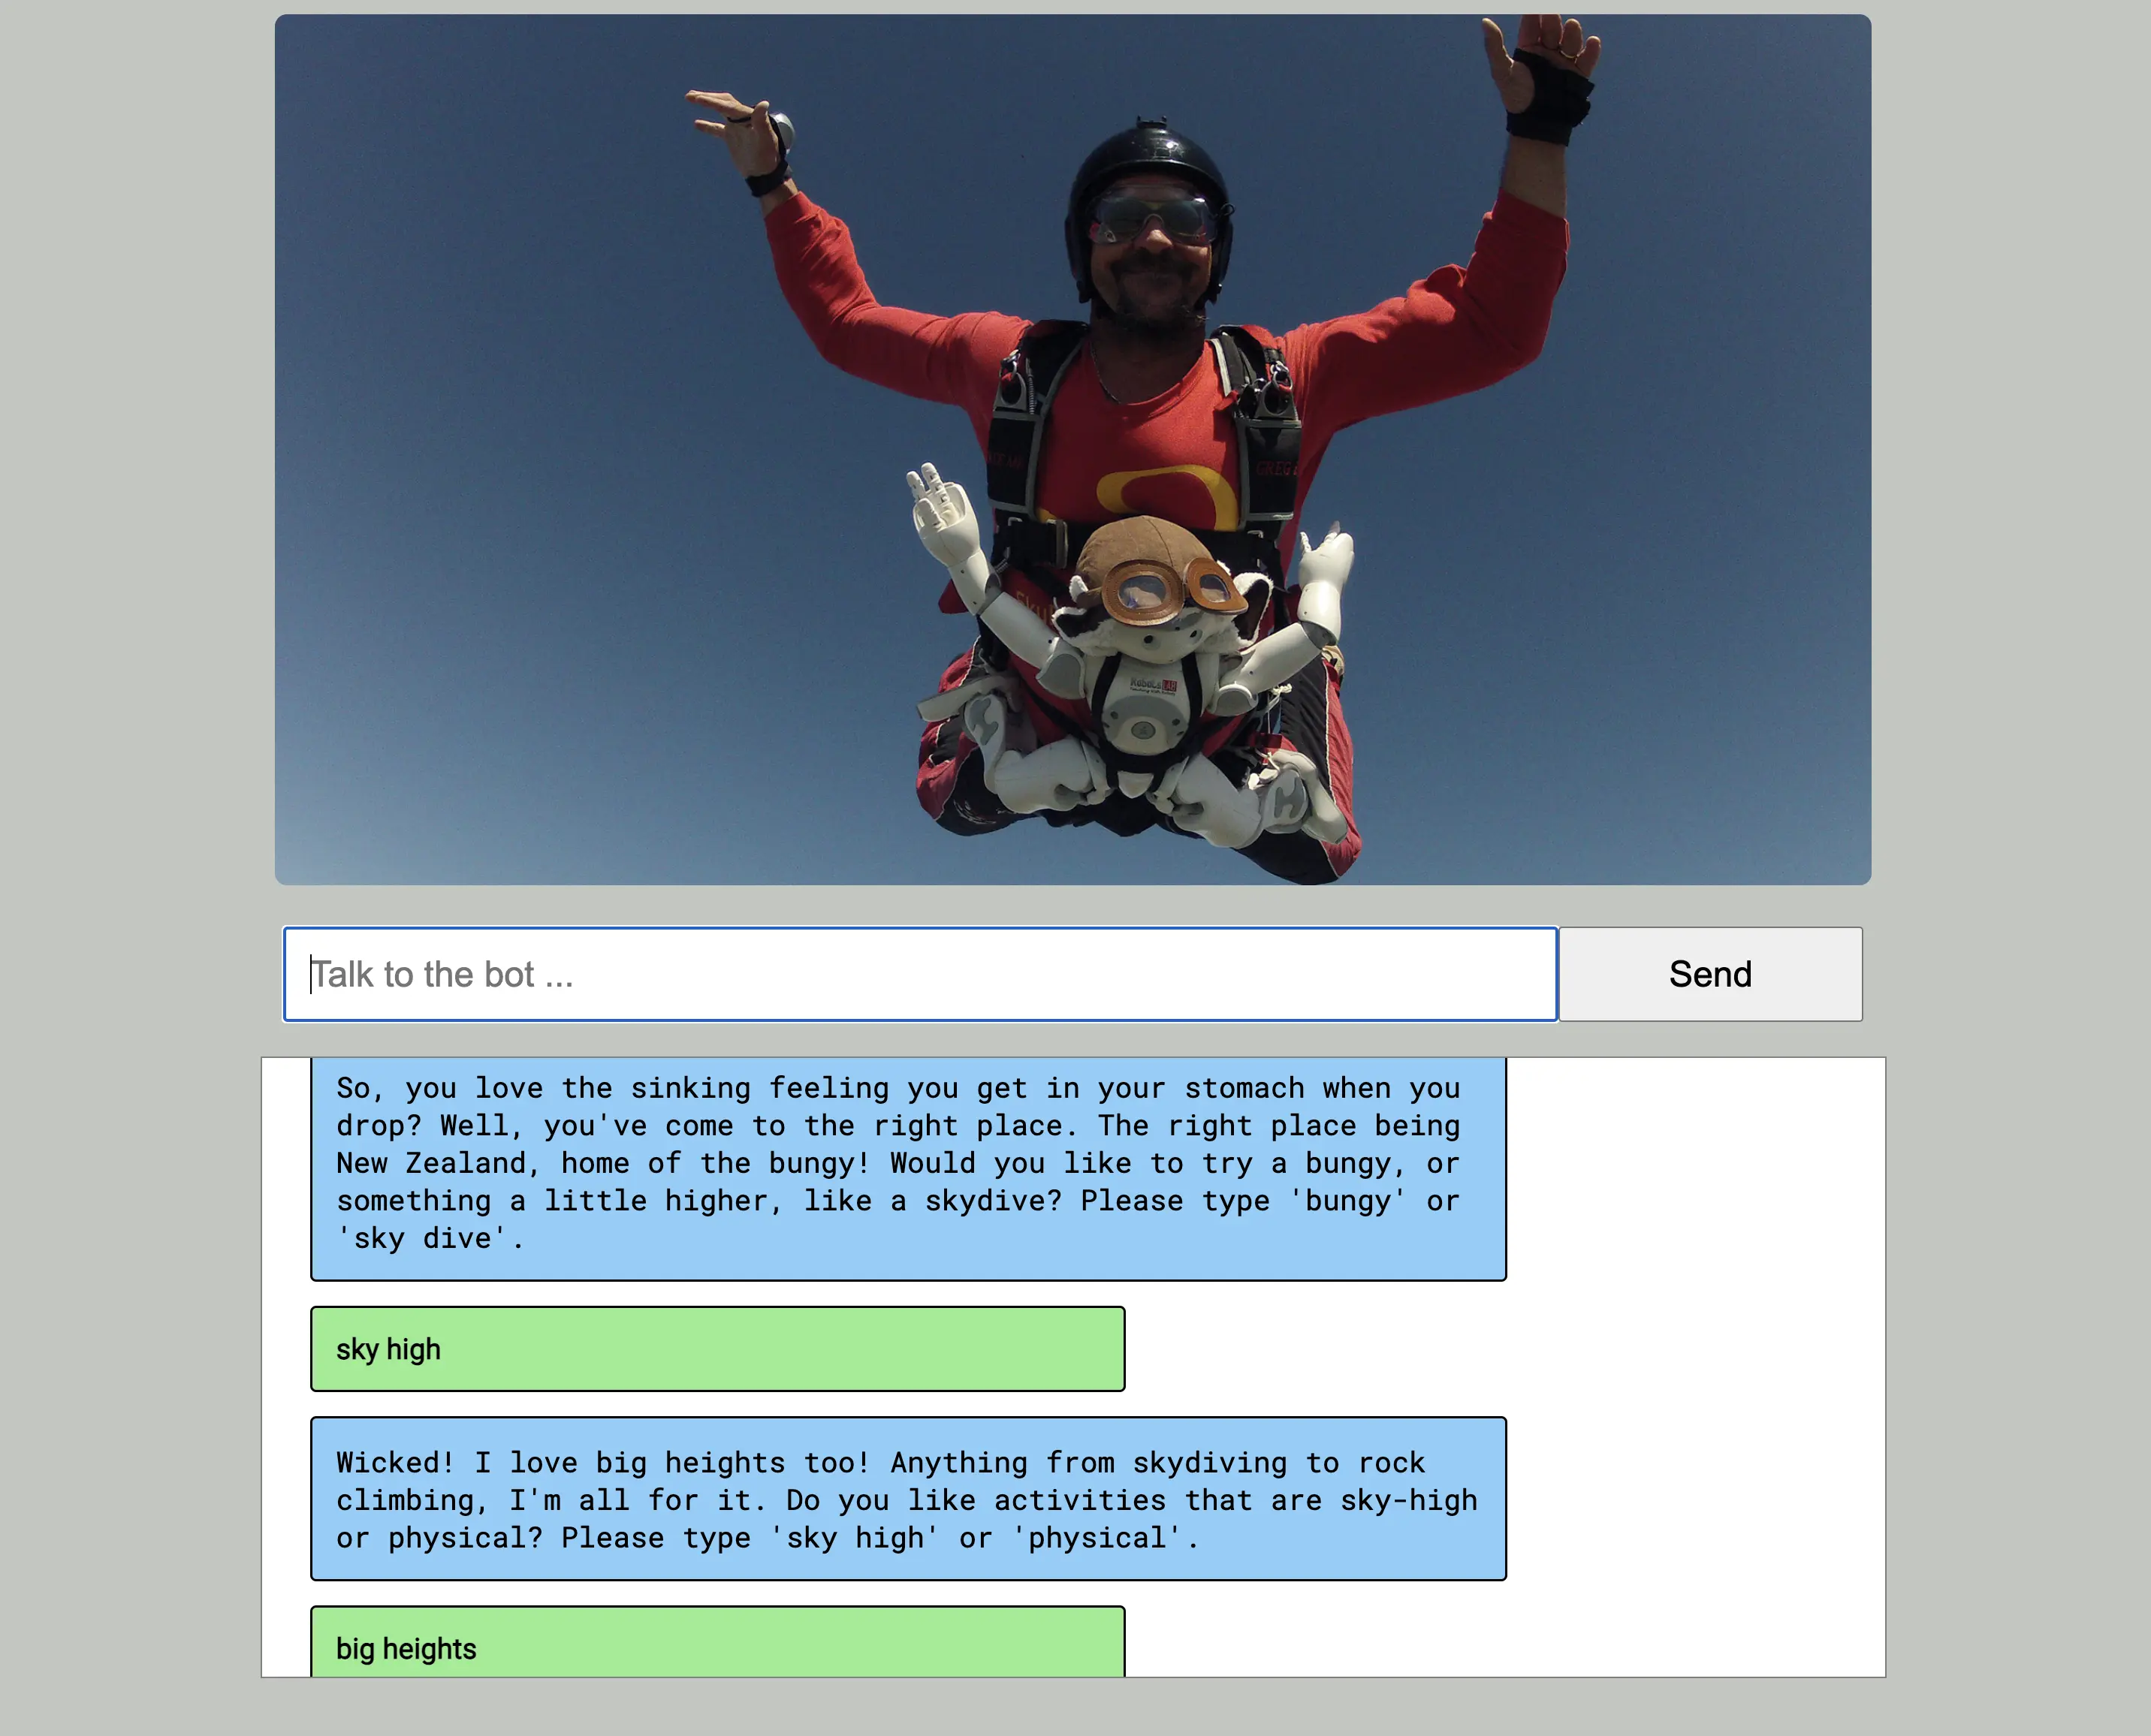 GREG
RoboLAB
Talk to the bot ...
Send
So, you love the sinking feeling you get in your stomach when you
drop? Well, you've come to the right place. The right place being
New Zealand, home of the bungy! Would you like to try a bungy, or
something a little higher, like a skydive? Please type 'bungy' or
'sky dive'.
sky high
Wicked! I love big heights too! Anything from skydiving to rock
climbing, I'm all for it. Do you like activities that are sky-high
or physical? Please type 'sky high' or 'physical'.
big heights